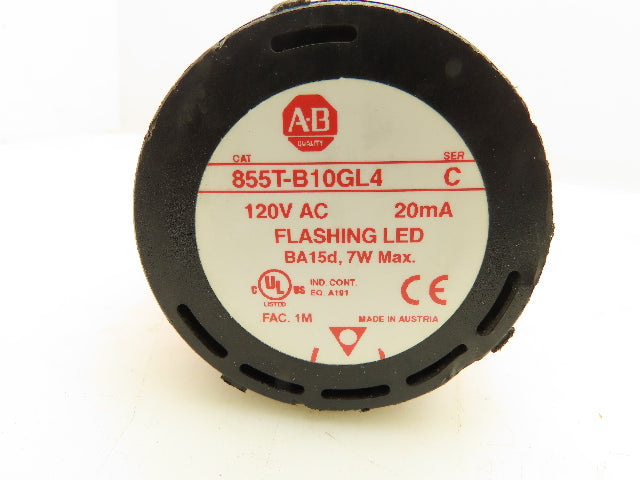 A-B
QUALITY
CAT SER
855T-B10GL4 C
120V AC 20mA
FLASHING LED
BA15d, 7W Max.
C UL US
LISTED
IND. CONT.
EQ. A191
CE
FAC. 1M MADE IN AUSTRIA